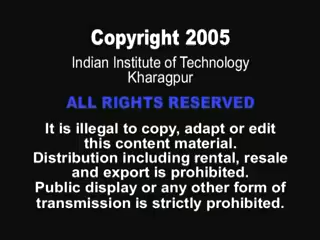 Copyright 2005
Indian Institute of Technology
Kharagpur
ALL RIGHTS RESERVED
It is illegal to copy, adapt or edit
this content material.
Distribution including rental, resale
and export is prohibited.
Public display or any other form of
transmission is strictly prohibited.